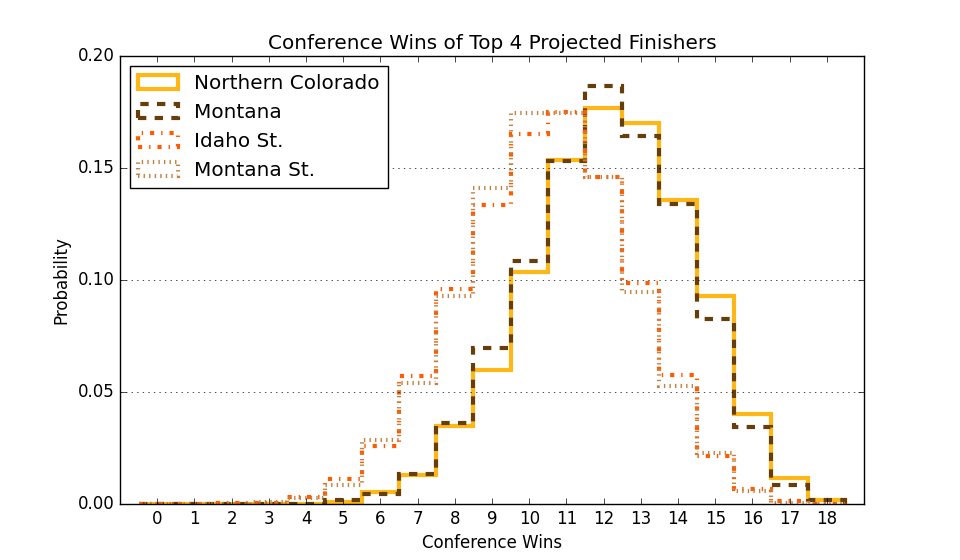 Conference Wins of Top 4 Projected Finishers
0.20
0.15
0.10
0.05
0.00
Probability
Northern Colorado
Montana
Idaho St.
Montana St.
0 1 2 3 4 5 6 7 8 9 10 11 12 13 14 15 16 17 18
Conference Wins